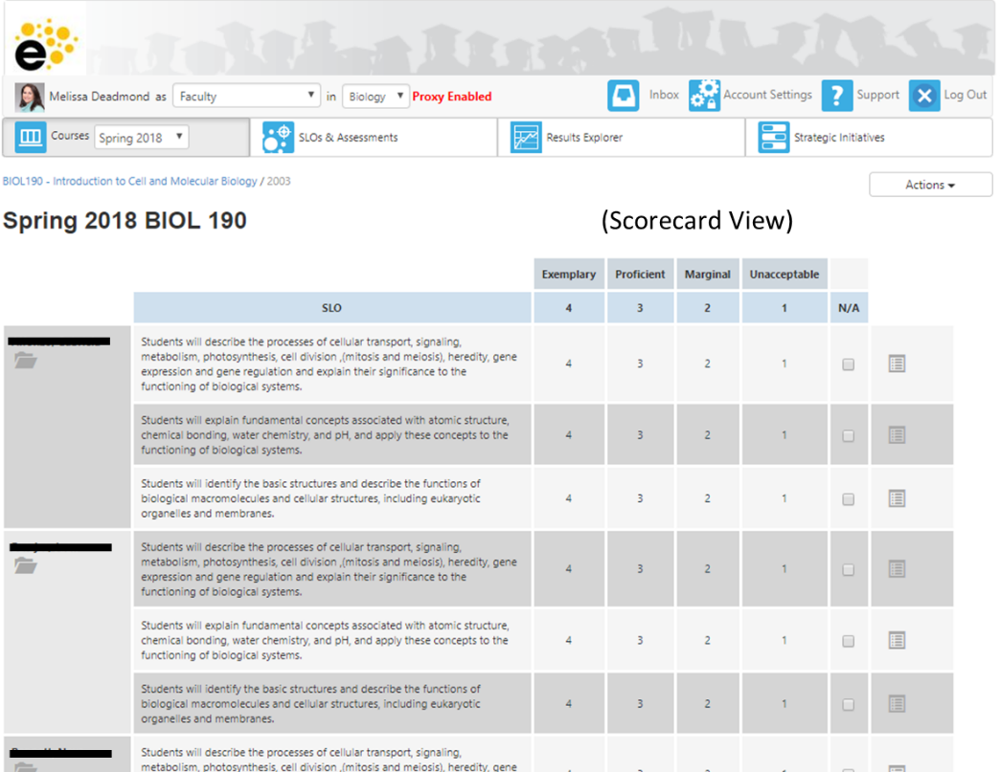 e
Melissa Deadmond as Faculty in Biology Proxy Enabled Inbox Account Settings Support Log Out
Courses Spring 2018 SLOs & Assessments Results Explorer Strategic Initiatives
BIOL190 - Introduction to Cell and Molecular Biology / 2003 Actions
Spring 2018 BIOL 190 (Scorecard View)
Exemplary Proficient Marginal Unacceptable
SLO 4 3 2 1 N/A
Students will describe the processes of cellular transport, signaling,
metabolism, photosynthesis, cell division ,(mitosis and meiosis), heredity, gene
expression and gene regulation and explain their significance to the
functioning of biological systems.
4 3 2 1
Students will explain fundamental concepts associated with atomic structure,
chemical bonding, water chemistry, and pH, and apply these concepts to the
functioning of biological systems.
4 3 2 1
Students will identify the basic structures and describe the functions of
biological macromolecules and cellular structures, including eukaryotic
organelles and membranes.
4 3 2 1
Students will describe the processes of cellular transport, signaling,
metabolism, photosynthesis, cell division ,(mitosis and meiosis), heredity, gene
expression and gene regulation and explain their significance to the
functioning of biological systems.
4 3 2 1
Students will explain fundamental concepts associated with atomic structure,
chemical bonding, water chemistry, and pH, and apply these concepts to the
functioning of biological systems.
4 3 2 1
Students will identify the basic structures and describe the functions of
biological macromolecules and cellular structures, including eukaryotic
organelles and membranes.
4 3 2 1
Students will describe the processes of cellular transport, signaling,
metabolism, photosynthesis, cell division ,(mitosis and meiosis), heredity, gene